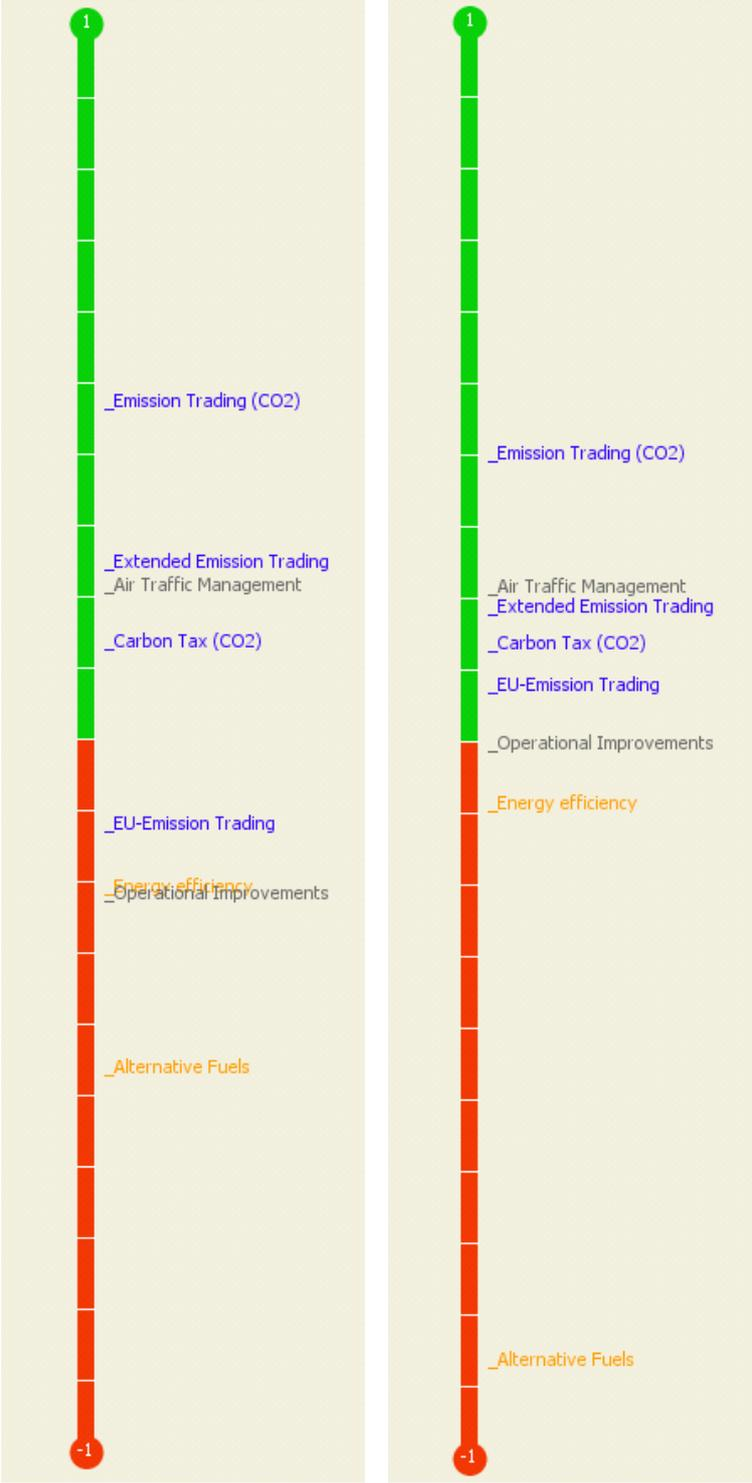 1
_Emission Trading (CO2)
_Extended Emission Trading
_Air Traffic Management
_Carbon Tax (CO2)
_EU-Emission Trading
_Energy efficiency
_Operational Improvements
_Alternative Fuels
-1
1
_Emission Trading (CO2)
_Air Traffic Management
_Extended Emission Trading
_Carbon Tax (CO2)
_EU-Emission Trading
_Operational Improvements
_Energy efficiency
_Alternative Fuels
-1